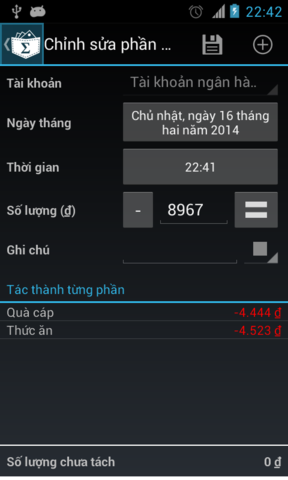 22:42
Σ
Chỉnh sửa phần ...
Tài khoản
Tài khoản ngân hà..
Ngày tháng
Chủ nhật, ngày 16 tháng
hai năm 2014
Thời gian
22:41
Số lượng (₫)
-
8967
=
Ghi chú
Tác thành từng phần
Quà cáp
-4.444 ₫
Thức ăn
-4.523 ₫
Số lượng chưa tách
0 ₫